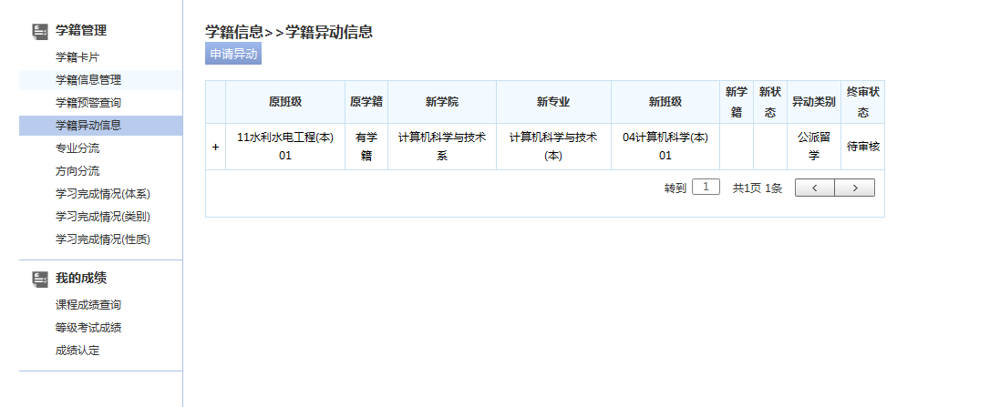 学籍管理
学籍卡片
学籍信息管理
学籍预警查询
学籍异动信息
专业分流
方向分流
学习完成情况(体系)
学习完成情况(类别)
学习完成情况(性质)
我的成绩
课程成绩查询
等级考试成绩
成绩认定
学籍信息>>学籍异动信息
申请异动
原班级 原学籍 新学院 新专业 新班级 新学 新状 异动类别 终审状
籍 态 态
+ 11水利水电工程(本) 有学 计算机科学与技术 计算机科学与技术 04计算机科学(本) 公派留 待审核
01 籍 系 (本) 01 学
转到 1 共1页 1条 < >